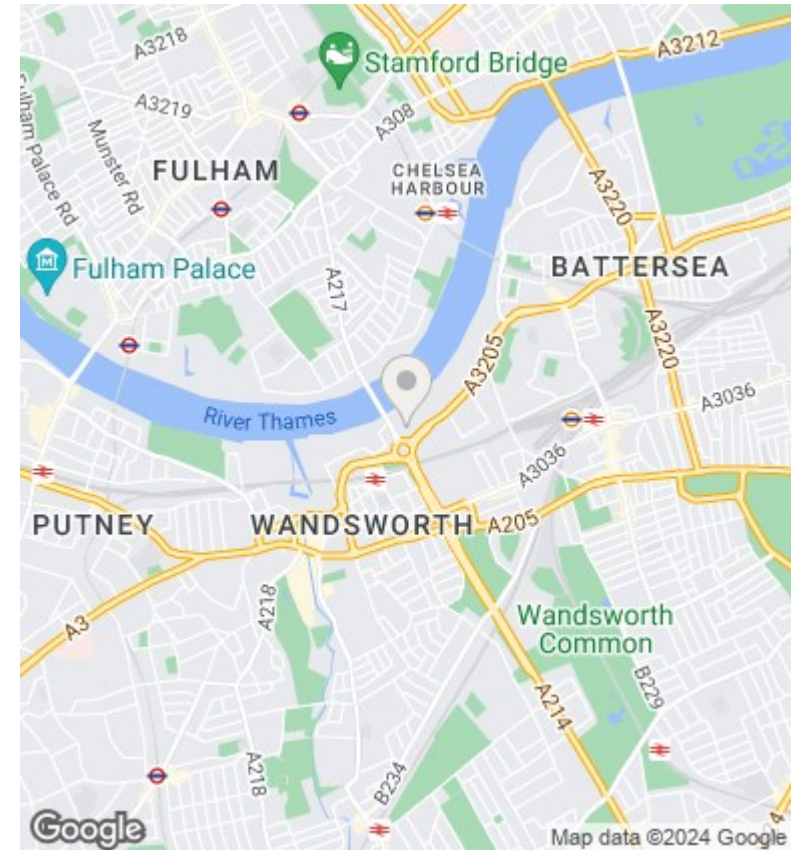 A3218
Stamford Bridge
A3212
A3219
A308
Fulham Palace Rd
Munster Rd
FULHAM
CHELSEA
HARBOUR
A3220
Fulham Palace
A217
BATTERSEA
A3205
A3220
River Thames
A3036
A3036
PUTNEY
WANDSWORTH
A205
A218
A3
Wandsworth
Common
B229
A214
A218
B234
Google
Map data ©2024 Google